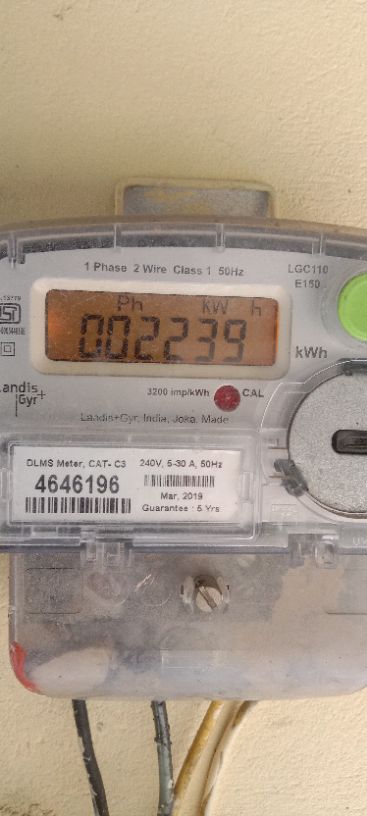 1 Phase 2 Wire Class 1 50Hz
LGC110
E150
Ph kW h
002239
kWh
Landis
Gyr+
3200 imp/kWh CAL
Landis+Gyr, India, Joka, Made
DLMS Meter, CAT- C3 240V, 5-30 A, 50Hz
4646196
Mar, 2019
Guarantee : 5 Yrs